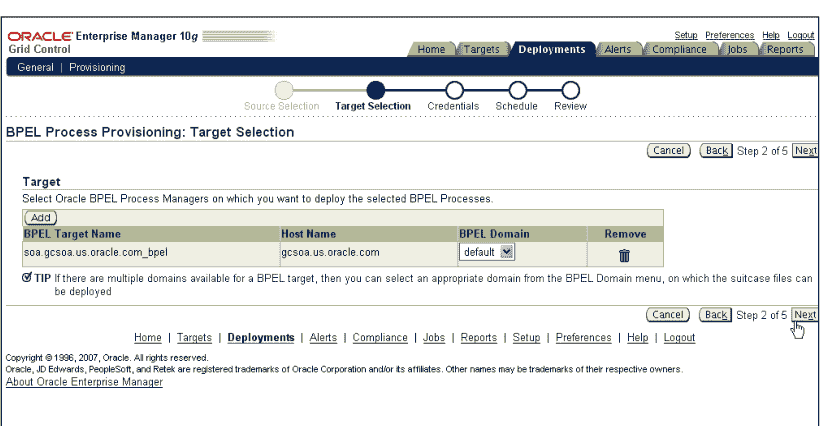 ORACLE Enterprise Manager 10g
Setup Preferences Help Logout
Grid Control
Home Targets Deployments Alerts Compliance Jobs Reports
General | Provisioning
Source Selection Target Selection Credentials Schedule Review
BPEL Process Provisioning: Target Selection
Cancel Back Step 2 of 5 Next
Target
Select Oracle BPEL Process Managers on which you want to deploy the selected BPEL Processes.
Add
BPEL Target Name Host Name BPEL Domain Remove
soa.gcsoa.us.oracle.com_bpel gcsoa.us.oracle.com default
TIP If there are multiple domains available for a BPEL target, then you can select an appropriate domain from the BPEL Domain menu, on which the suitcase files can
be deployed
Cancel Back Step 2 of 5 Next
Home | Targets | Deployments | Alerts | Compliance | Jobs | Reports | Setup | Preferences | Help | Logout
Copyright © 1996, 2007, Oracle. All rights reserved.
Oracle, JD Edwards, PeopleSoft, and Retek are registered trademarks of Oracle Corporation and/or its affiliates. Other names may be trademarks of their respective owners.
About Oracle Enterprise Manager